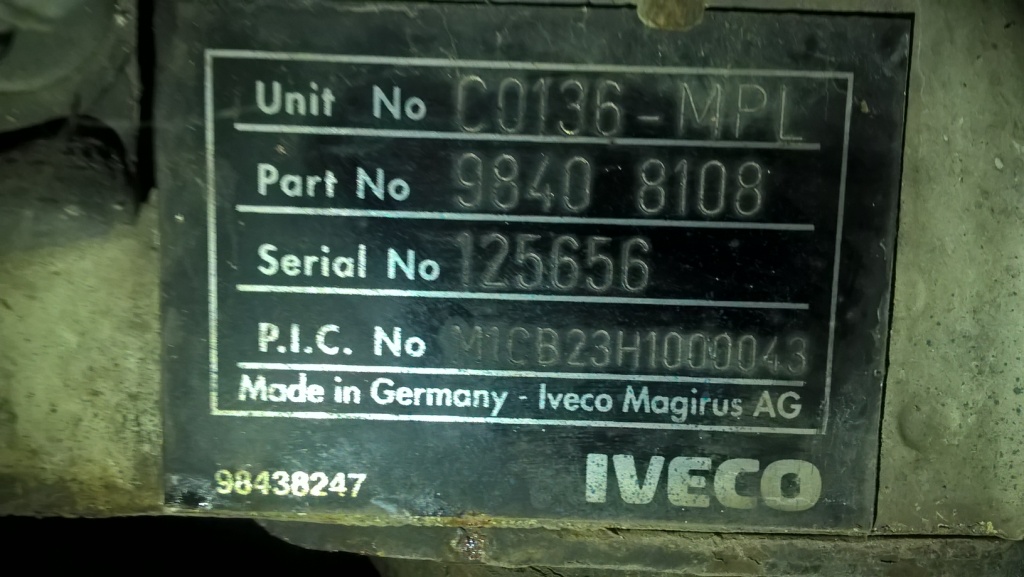 Unit No C0136-MPL
Part No 9840 8108
Serial No 125656
P.I.C. No M1CB23H1000043
Made in Germany - Iveco Magirus AG
98438247 IVECO